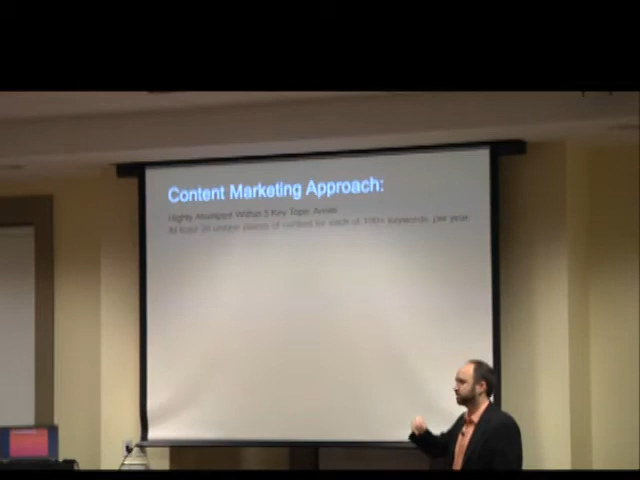 Content Marketing Approach:
Highly Within 5 Key Topic Areas
At least 20 unique pieces of content for each of 100+ Keywords per year